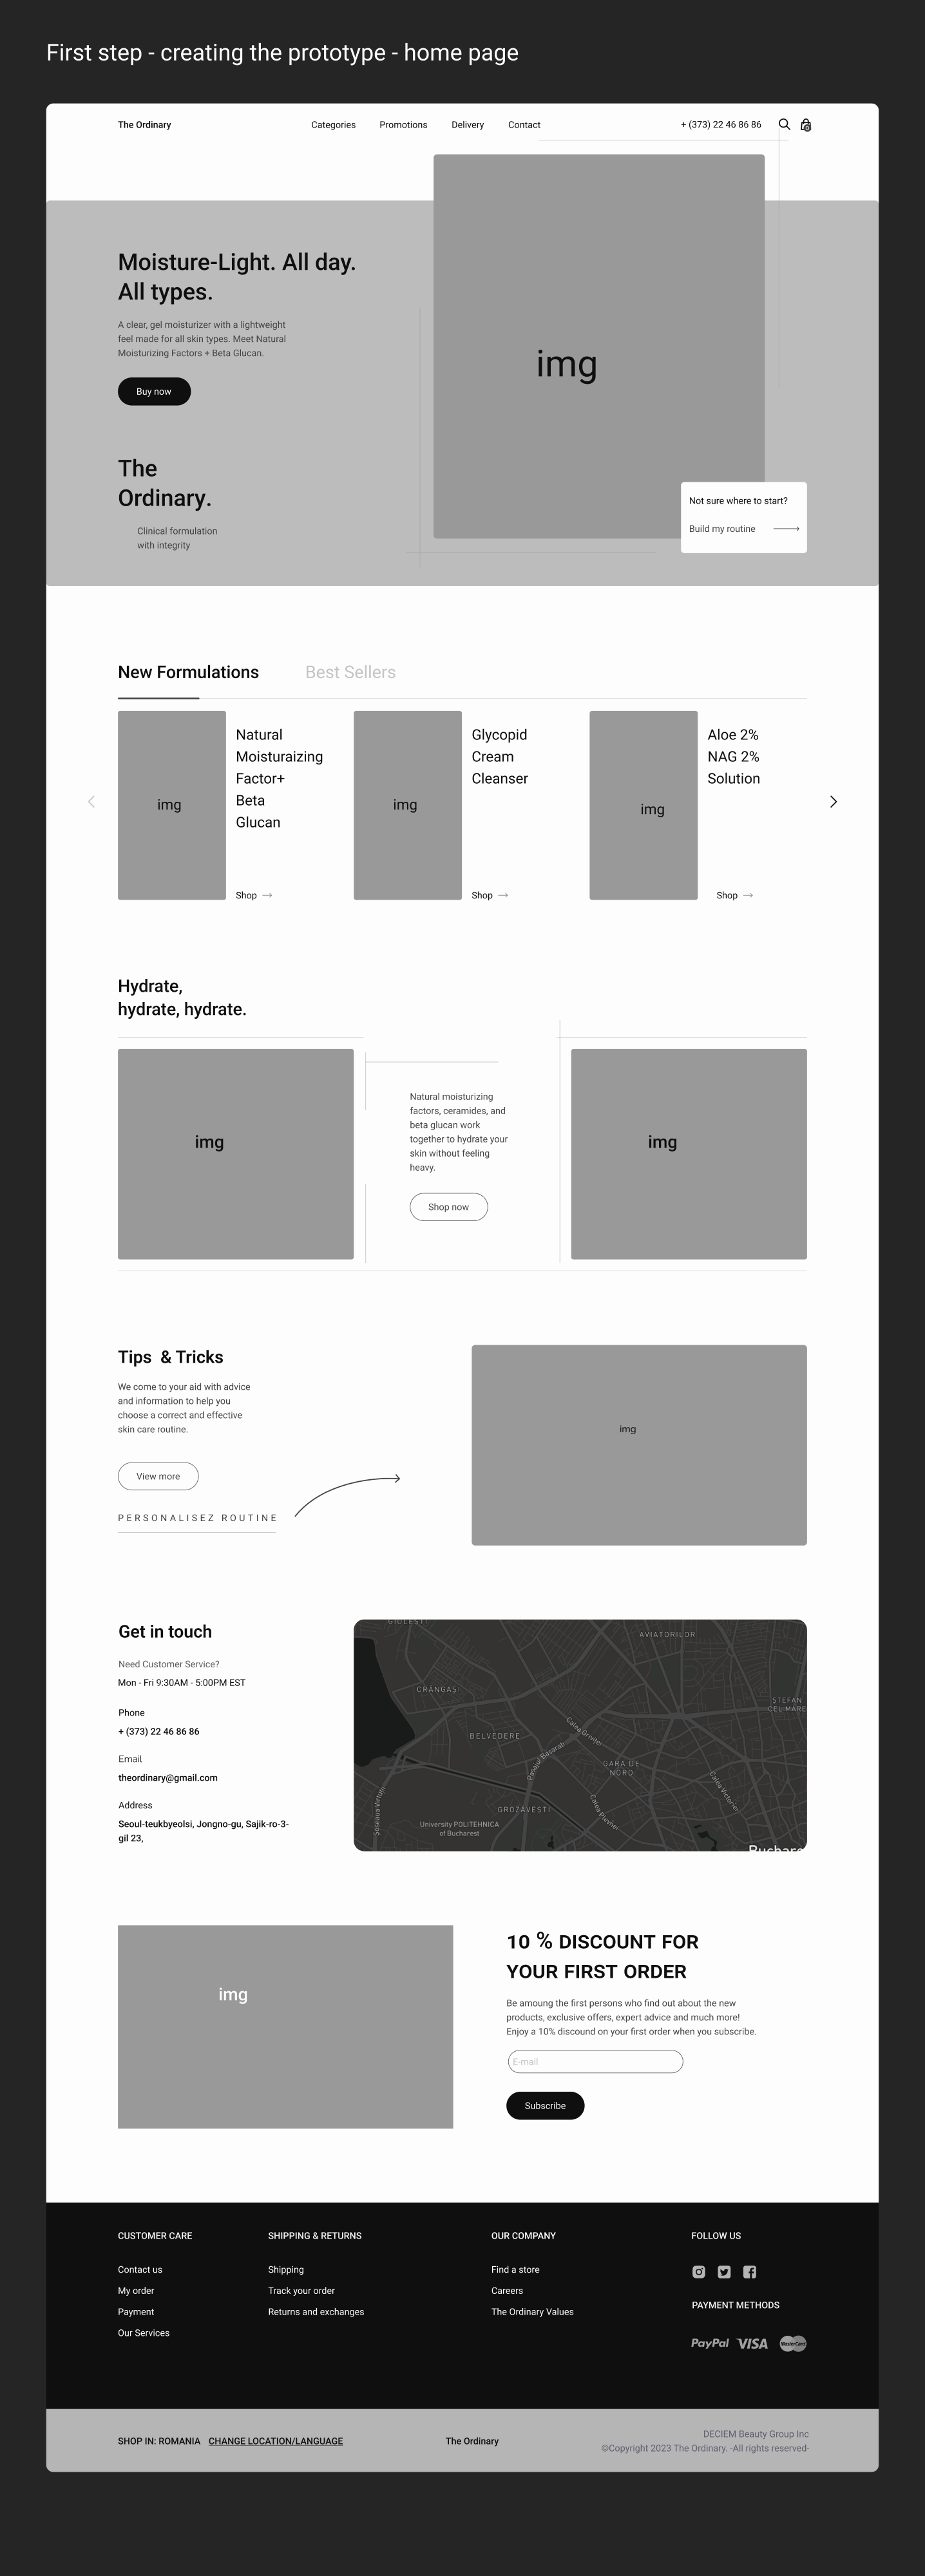 First step - creating the prototype - home page
The Ordinary
Categories
Promotions
Delivery
Contact
+ (373) 22 46 86 86
Moisture-Light. All day.
All types.
A clear, gel moisturizer with a lightweight
feel made for all skin types. Meet Natural
Moisturizing Factors + Beta Glucan.
Buy now
The
Ordinary.
Clinical formulation
with integrity
img
Not sure where to start?
Build my routine
New Formulations
Best Sellers
img
Natural
Moisturaizing
Factor+
Beta
Glucan
Shop
img
Glycopid
Cream
Cleanser
Shop
img
Aloe 2%
NAG 2%
Solution
Shop
Hydrate,
hydrate, hydrate.
img
Natural moisturizing
factors, ceramides, and
beta glucan work
together to hydrate your
skin without feeling
heavy.
Shop now
img
Tips & Tricks
We come to your aid with advice
and information to help you
choose a correct and effective
skin care routine.
View more
PERSONALISEZ ROUTINE
img
Get in touch
Need Customer Service?
Mon - Fri 9:30AM - 5:00PM EST
Phone
+ (373) 22 46 86 86
Email
theordinary@gmail.com
Address
Seoul-teukbyeolsi, Jongno-gu, Sajik-ro-3-
gil 23,
GIULEȘTI
AVIATORILOR
CRÂNGAȘI
ȘTEFAN
CEL MARE
BELVEDERE
Calea Griviței
Pasajul Basarab
GARA DE
NORD
Calea Victoriei
GROZĂVEȘTI
Calea Plevnei
Șoseaua Virtuții
University POLITEHNICA
of Bucharest
img
10 % DISCOUNT FOR
YOUR FIRST ORDER
Be amoung the first persons who find out about the new
products, exclusive offers, expert advice and much more!
Enjoy a 10% discound on your first order when you subscribe.
E-mail
Subscribe
CUSTOMER CARE
Contact us
My order
Payment
Our Services
SHIPPING & RETURNS
Shipping
Track your order
Returns and exchanges
OUR COMPANY
Find a store
Careers
The Ordinary Values
FOLLOW US
PAYMENT METHODS
PayPal
VISA
MasterCard
SHOP IN: ROMANIA CHANGE LOCATION/LANGUAGE
The Ordinary
DECIEM Beauty Group Inc
©Copyright 2023 The Ordinary. -All rights reserved-